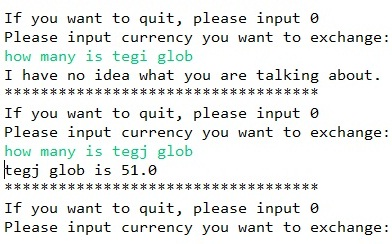 If you want to quit, please input 0
Please input currency you want to exchange:
how many is tegi glob
I have no idea what you are talking about.
***********************************
If you want to quit, please input 0
Please input currency you want to exchange:
how many is tegj glob
tegj glob is 51.0
***********************************
If you want to quit, please input 0
Please input currency you want to exchange: